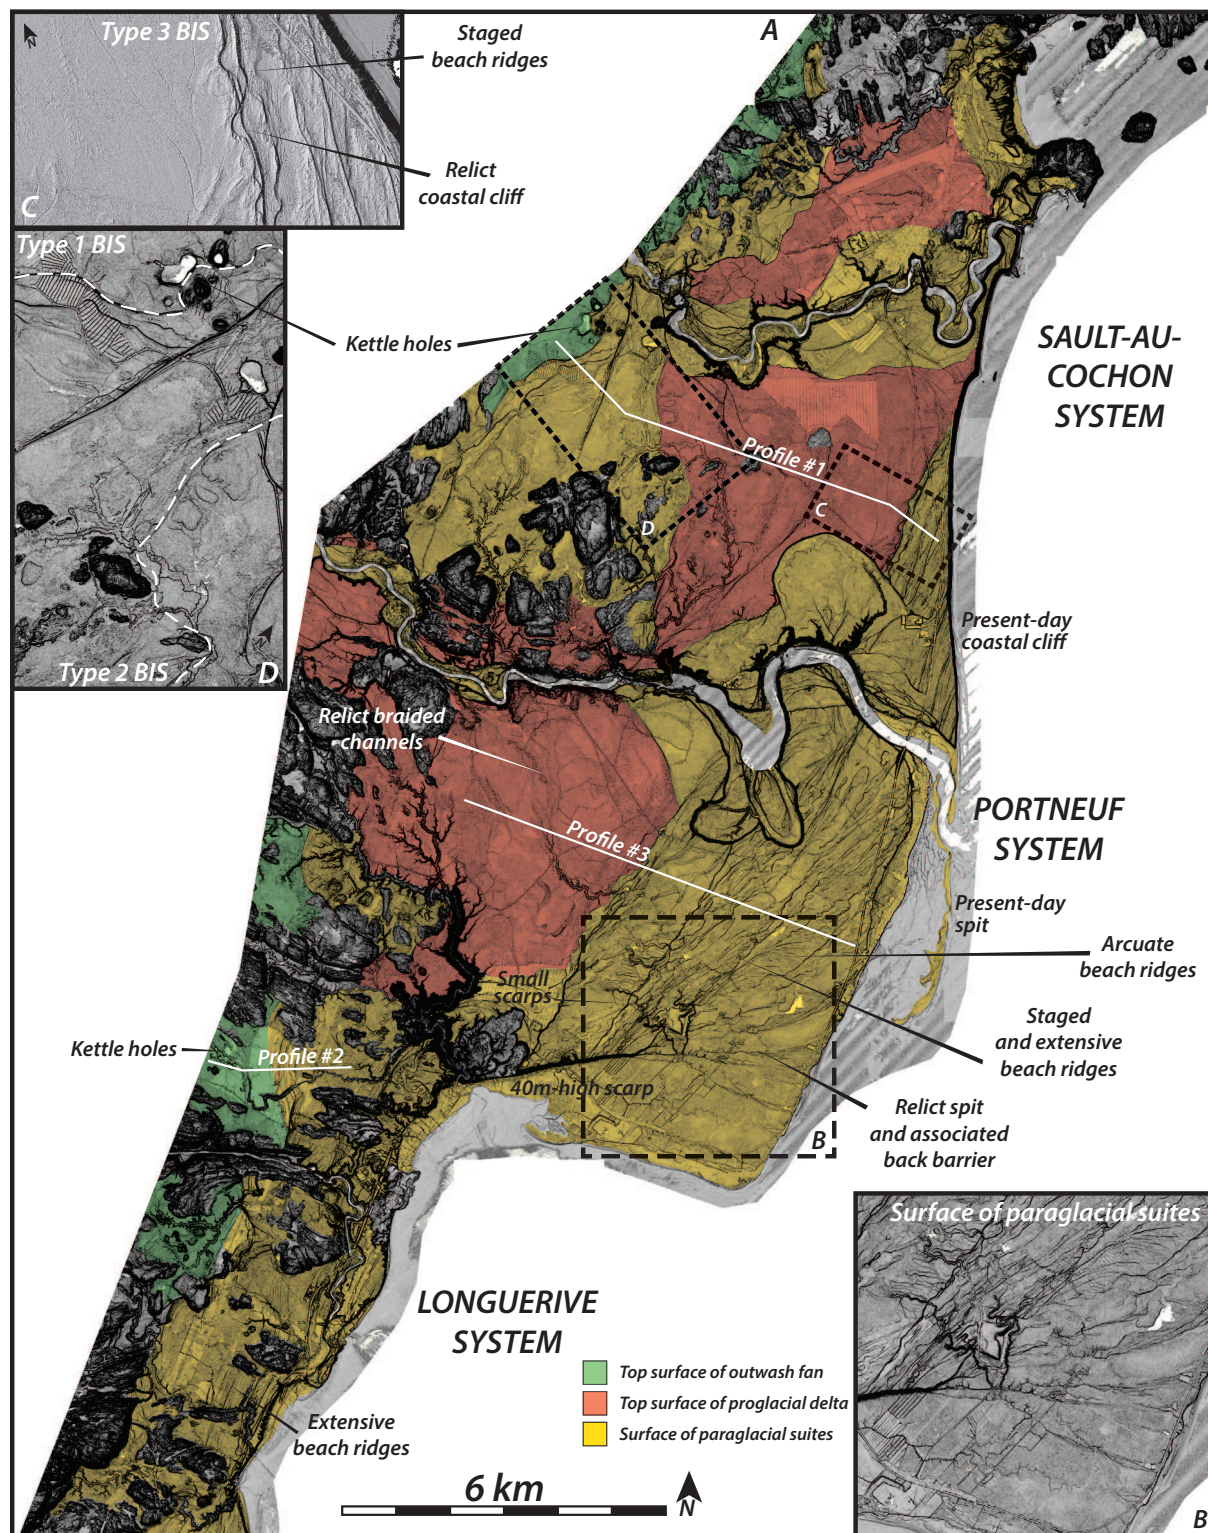 Type 3 BIS
N
C
Staged
beach ridges
Relict
coastal cliff
A
Type 1 BIS
Type 2 BIS
N
D
Kettle holes
SAULT-AU-
COCHON
SYSTEM
Profile #1
C
D
Present-day
coastal cliff
Relict braided
channels
Profile #3
PORTNEUF
SYSTEM
Present-day
spit
Arcuate
beach ridges
Small
scarps
Staged
and extensive
beach ridges
Kettle holes
Profile #2
40m-high scarp
Relict spit
and associated
back barrier
B
Surface of paraglacial suites
B
LONGUERIVE
SYSTEM
Top surface of outwash fan
Top surface of proglacial delta
Surface of paraglacial suites
Extensive
beach ridges
6 km
N